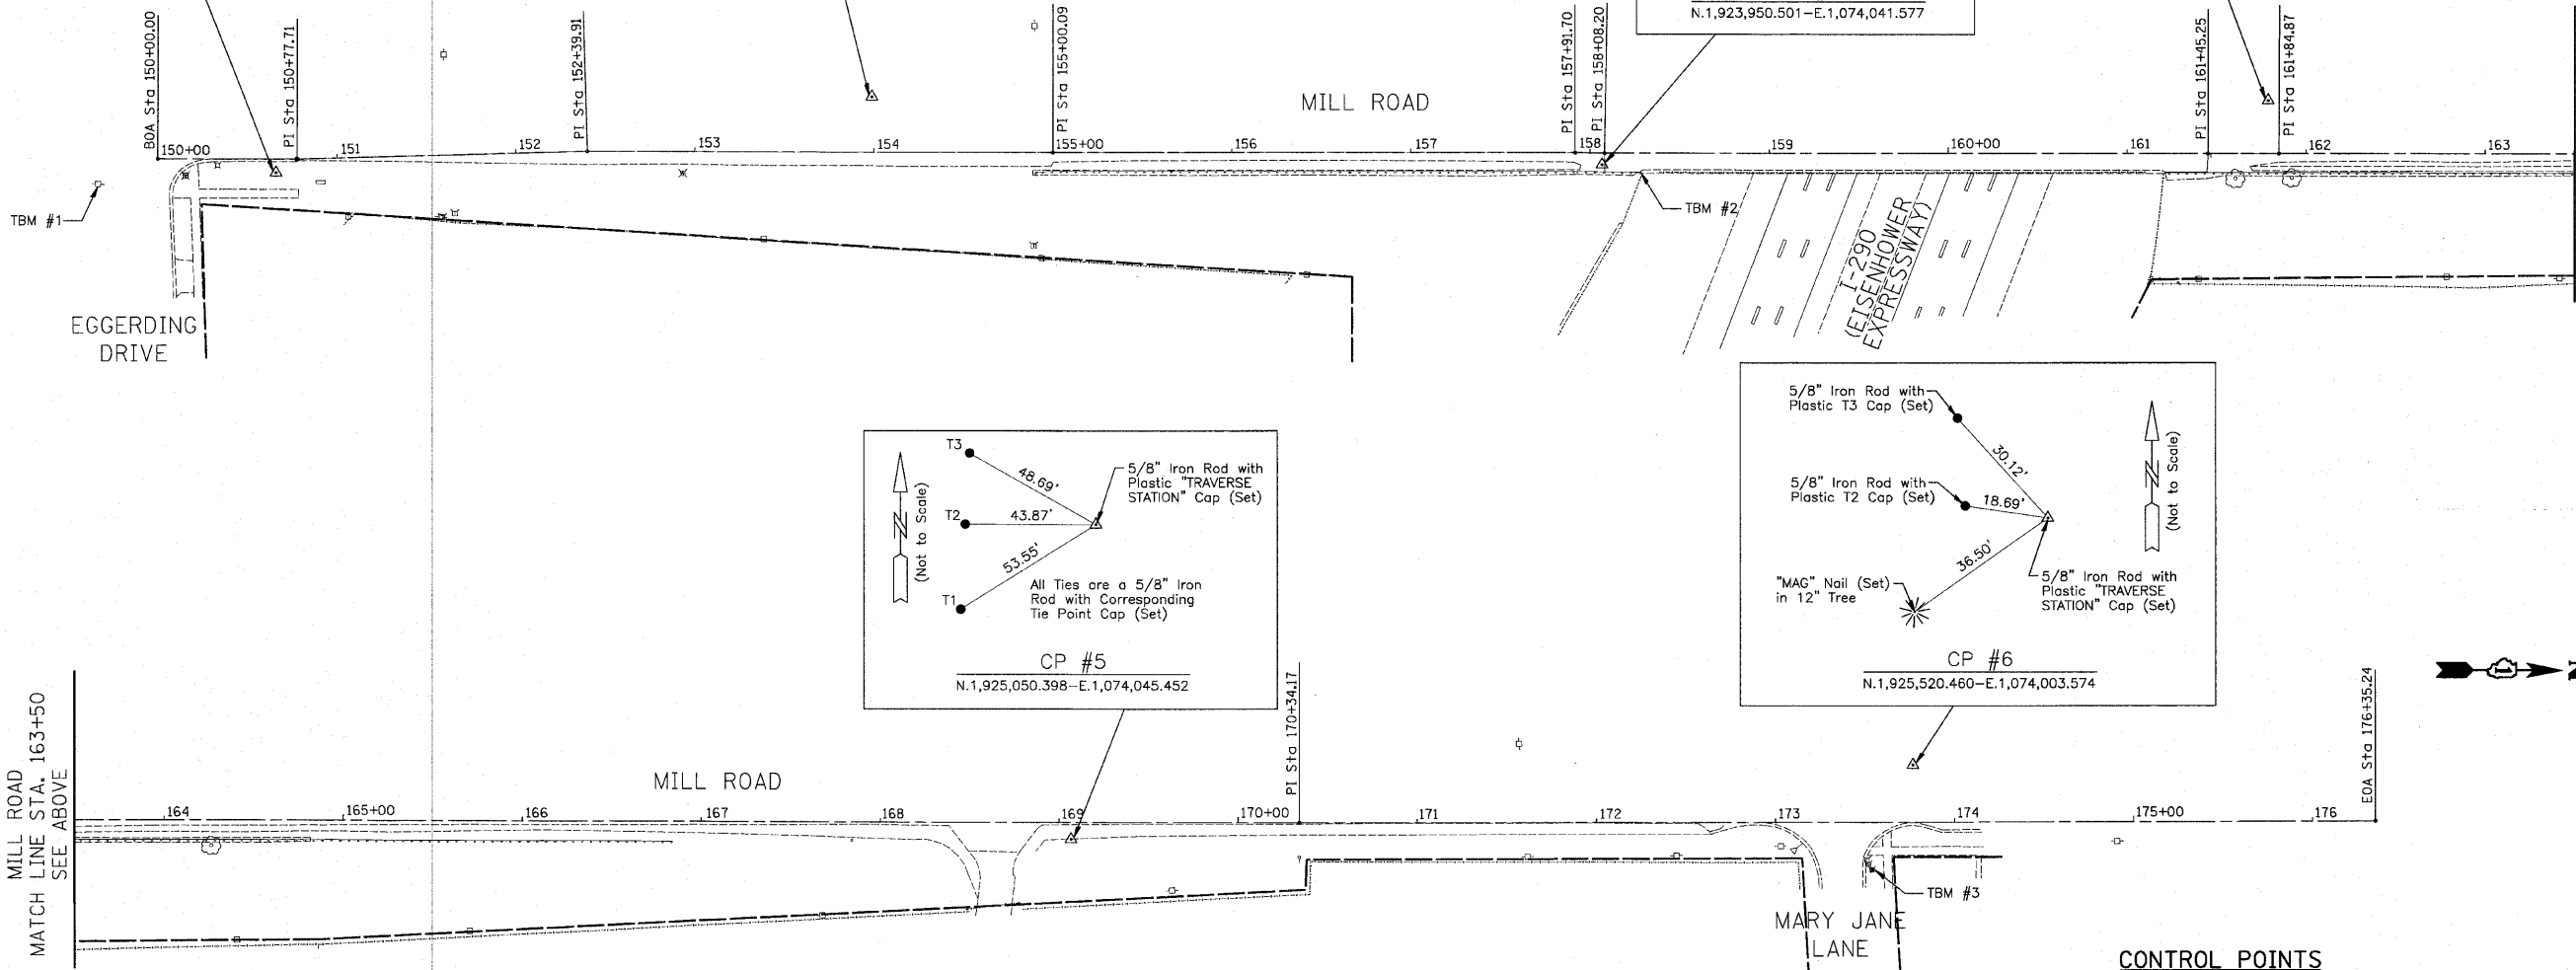 N.1,923,950.501-E.1,074,041.577
BOA Sta 150+00.00
PI Sta 150+77.71
PI Sta 152+39.91
PI Sta 155+00.09
PI Sta 157+91.70
PI Sta 158+08.20
PI Sta 161+45.25
PI Sta 161+84.87
MILL ROAD
150+00
151
152
153
154
155+00
156
157
158
159
160+00
161
162
163
TBM #1
TBM #2
I-290
(EISENHOWER
EXPRESSWAY)
EGGERDING
DRIVE
T3
T2
T1
48.69'
43.87'
53.55'
(Not to Scale)
N
5/8" Iron Rod with
Plastic "TRAVERSE
STATION" Cap (Set)
All Ties are a 5/8" Iron
Rod with Corresponding
Tie Point Cap (Set)
CP #5
N.1,925,050.398-E.1,074,045.452
5/8" Iron Rod with
Plastic T3 Cap (Set)
5/8" Iron Rod with
Plastic T2 Cap (Set)
"MAG" Nail (Set)
in 12" Tree
30.12'
18.69'
36.50'
N
(Not to Scale)
5/8" Iron Rod with
Plastic "TRAVERSE
STATION" Cap (Set)
CP #6
N.1,925,520.460-E.1,074,003.574
MILL ROAD
MATCH LINE STA. 163+50
SEE ABOVE
MILL ROAD
PI Sta 170+34.17
EOA Sta 176+35.24
164
165+00
166
167
168
169
170+00
171
172
173
174
175+00
176
TBM #3
MARY JANE
LANE
CONTROL POINTS